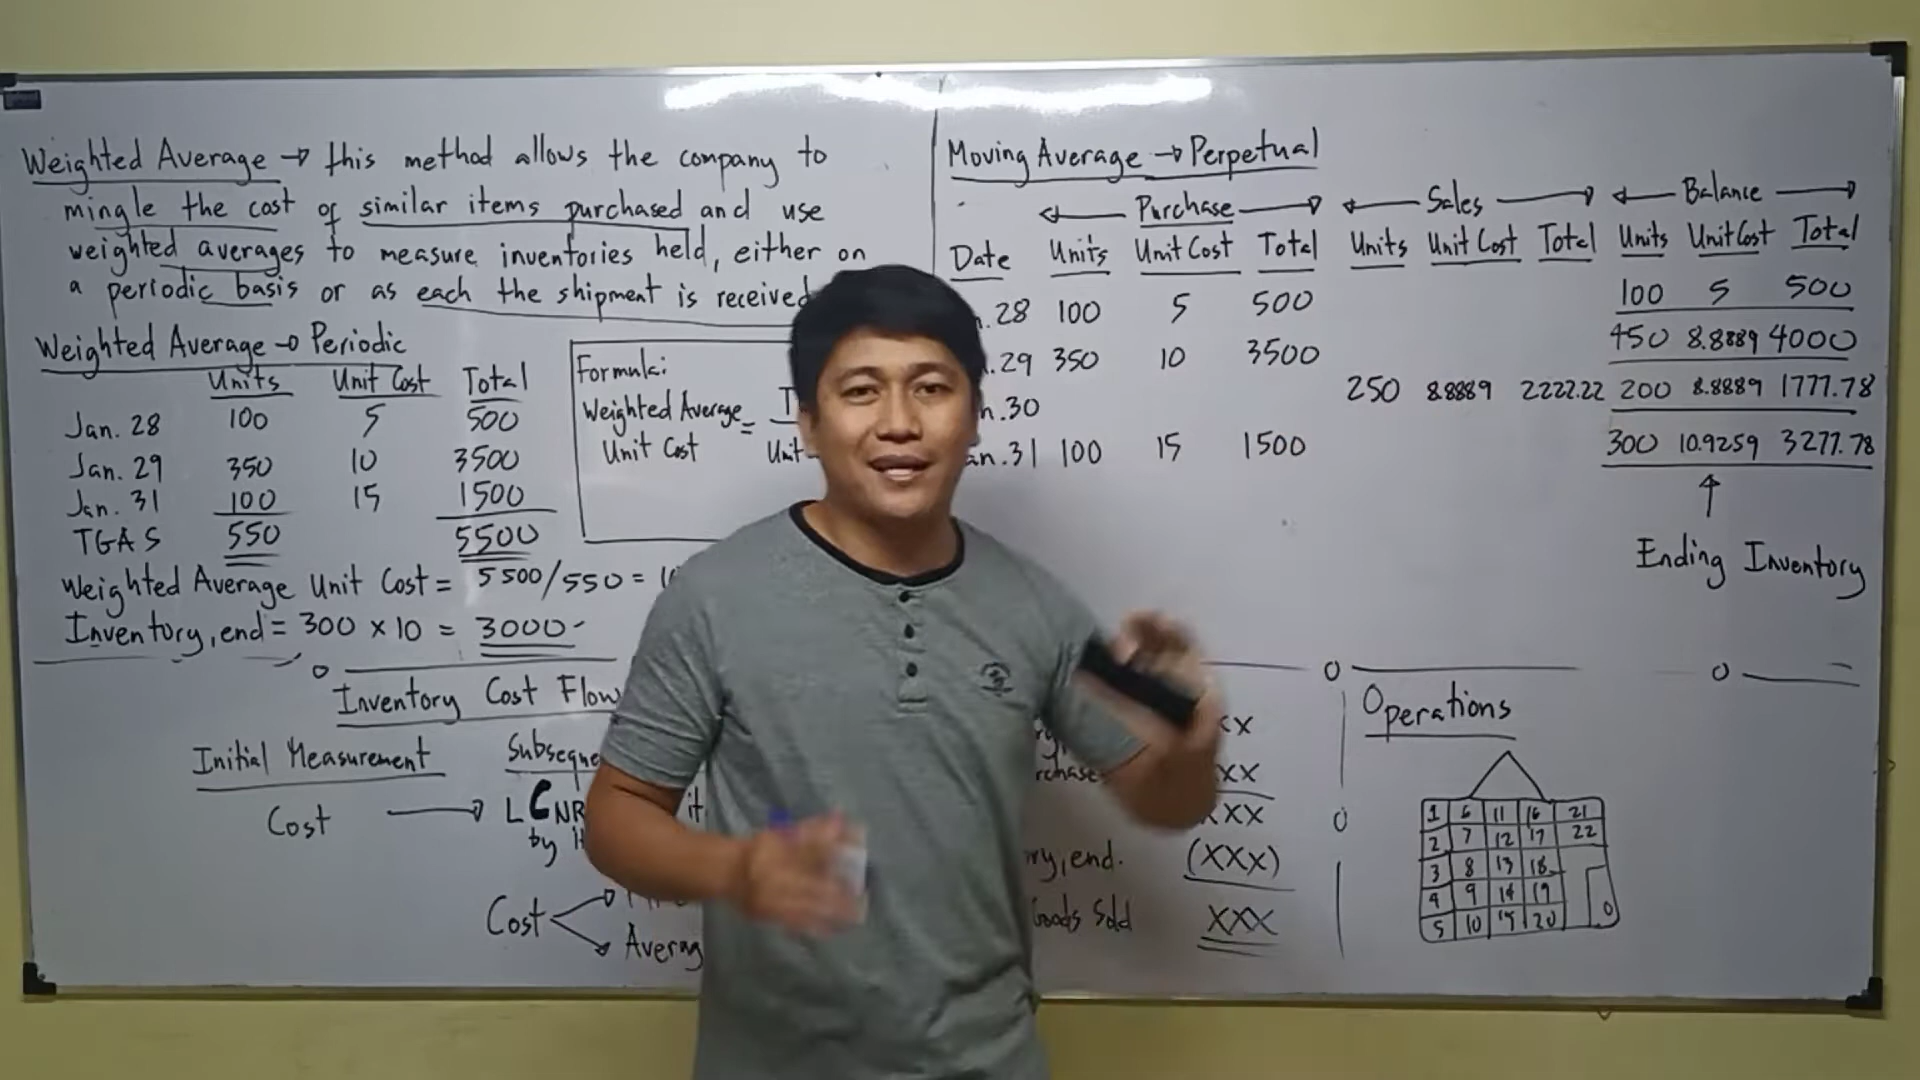 Weighted Average → this method allows the company to
mingle the cost of similar items purchased and use
weighted averages to measure inventories held, either on
a periodic basis or as each the shipment is received
Weighted Average → Periodic
Units Unit Cost Total
Jan. 28 100 5 500
Jan. 29 350 10 3500
Jan. 31 100 15 1500
TGAS 550 5500
Weighted Average Unit Cost = 5500/550 =
Inventory, end = 300 x 10 = 3000
Formula:
Weighted Average
Unit Cost =
Moving Average → Perpetual
Purchase Sales Balance
Date Units Unit Cost Total Units Unit Cost Total Units Unit Cost Total
28 100 5 500 100 5 500
29 350 10 3500 450 8.8889 4000
30 250 8.8889 2222.22 200 8.8889 1777.78
31 100 15 1500 300 10.9259 3277.78
Ending Inventory
Inventory Cost Flow
Initial Measurement
Cost →
LCNR
by
Cost
xxx
xxx
end. (xxx)
Goods Sold xxx
Operations
1 6 11 16 21
2 7 12 17 22
3 8 13 18
4 9 14 19
5 10 15 20